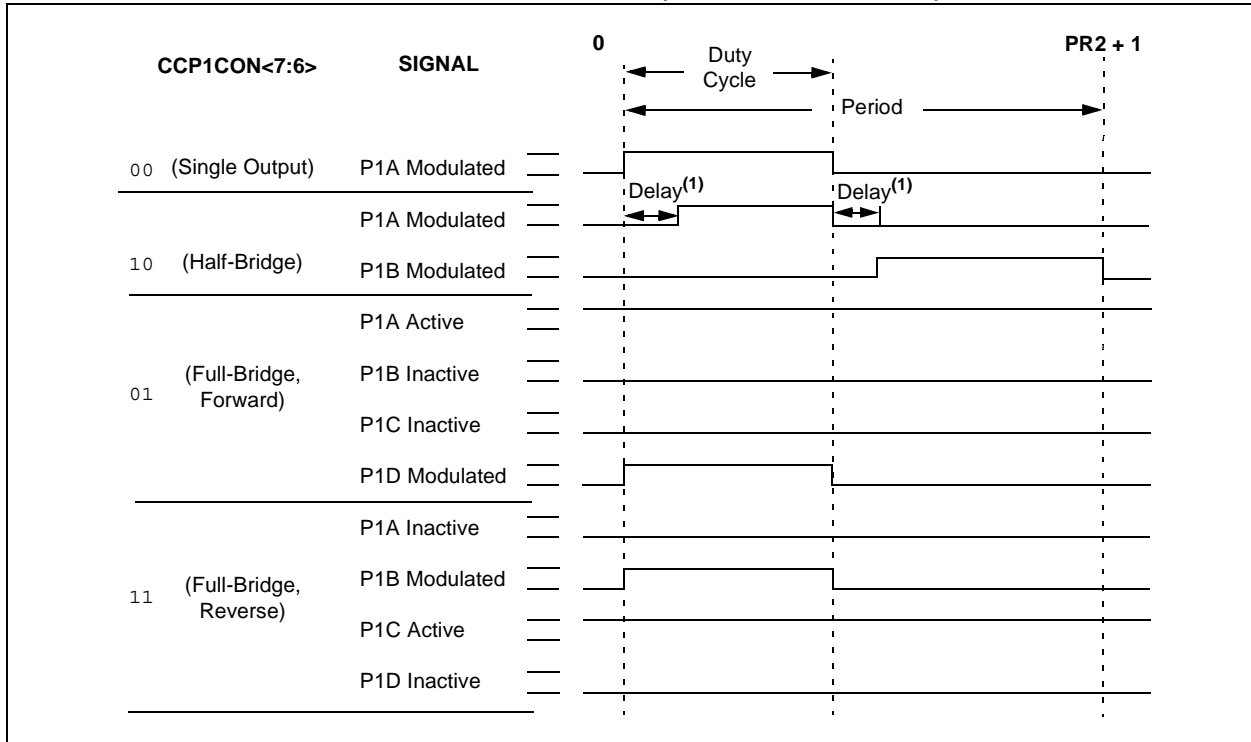 CCP1CON<7:6>
SIGNAL
0
PR2 + 1
Duty
Cycle
Period
00 (Single Output) P1A Modulated
Delay(1)
Delay(1)
P1A Modulated
10 (Half-Bridge)
P1B Modulated
P1A Active
01 (Full-Bridge,
Forward)
P1B Inactive
P1C Inactive
P1D Modulated
P1A Inactive
11 (Full-Bridge,
Reverse)
P1B Modulated
P1C Active
P1D Inactive